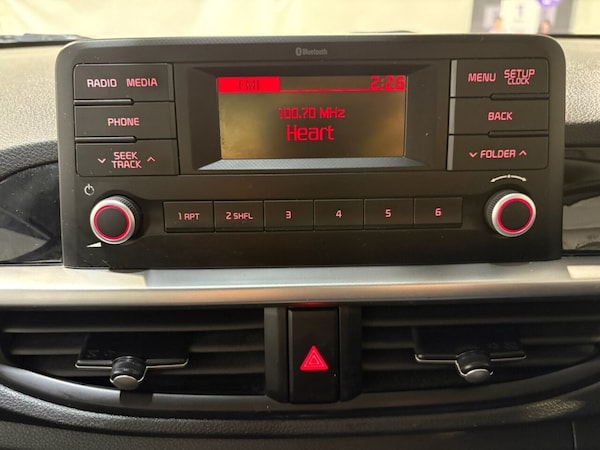 Bluetooth
RADIO MEDIA
PHONE
SEEK
TRACK
FM1
2:26
100.70 MHz
Heart
MENU SETUP
CLOCK
BACK
FOLDER
1 RPT
2 SHFL
3
4
5
6